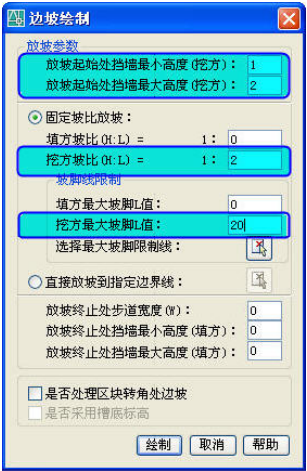 边坡绘制
放坡参数
放坡起始处挡墙最小高度(挖方): 1
放坡起始处挡墙最大高度(挖方): 2
固定坡比放坡:
填方坡比(H:L) = 1: 0
挖方坡比(H:L) = 1: 2
坡脚线限制
填方最大坡脚L值: 0
挖方最大坡脚L值: 20
选择最大坡脚限制线:
直接放坡到指定边界线:
放坡终止处步道宽度(W): 0
放坡终止处挡墙最小高度(填方): 0
放坡终止处挡墙最大高度(填方): 0
是否处理区块转角处边坡
是否采用槽底标高
绘制 取消 帮助